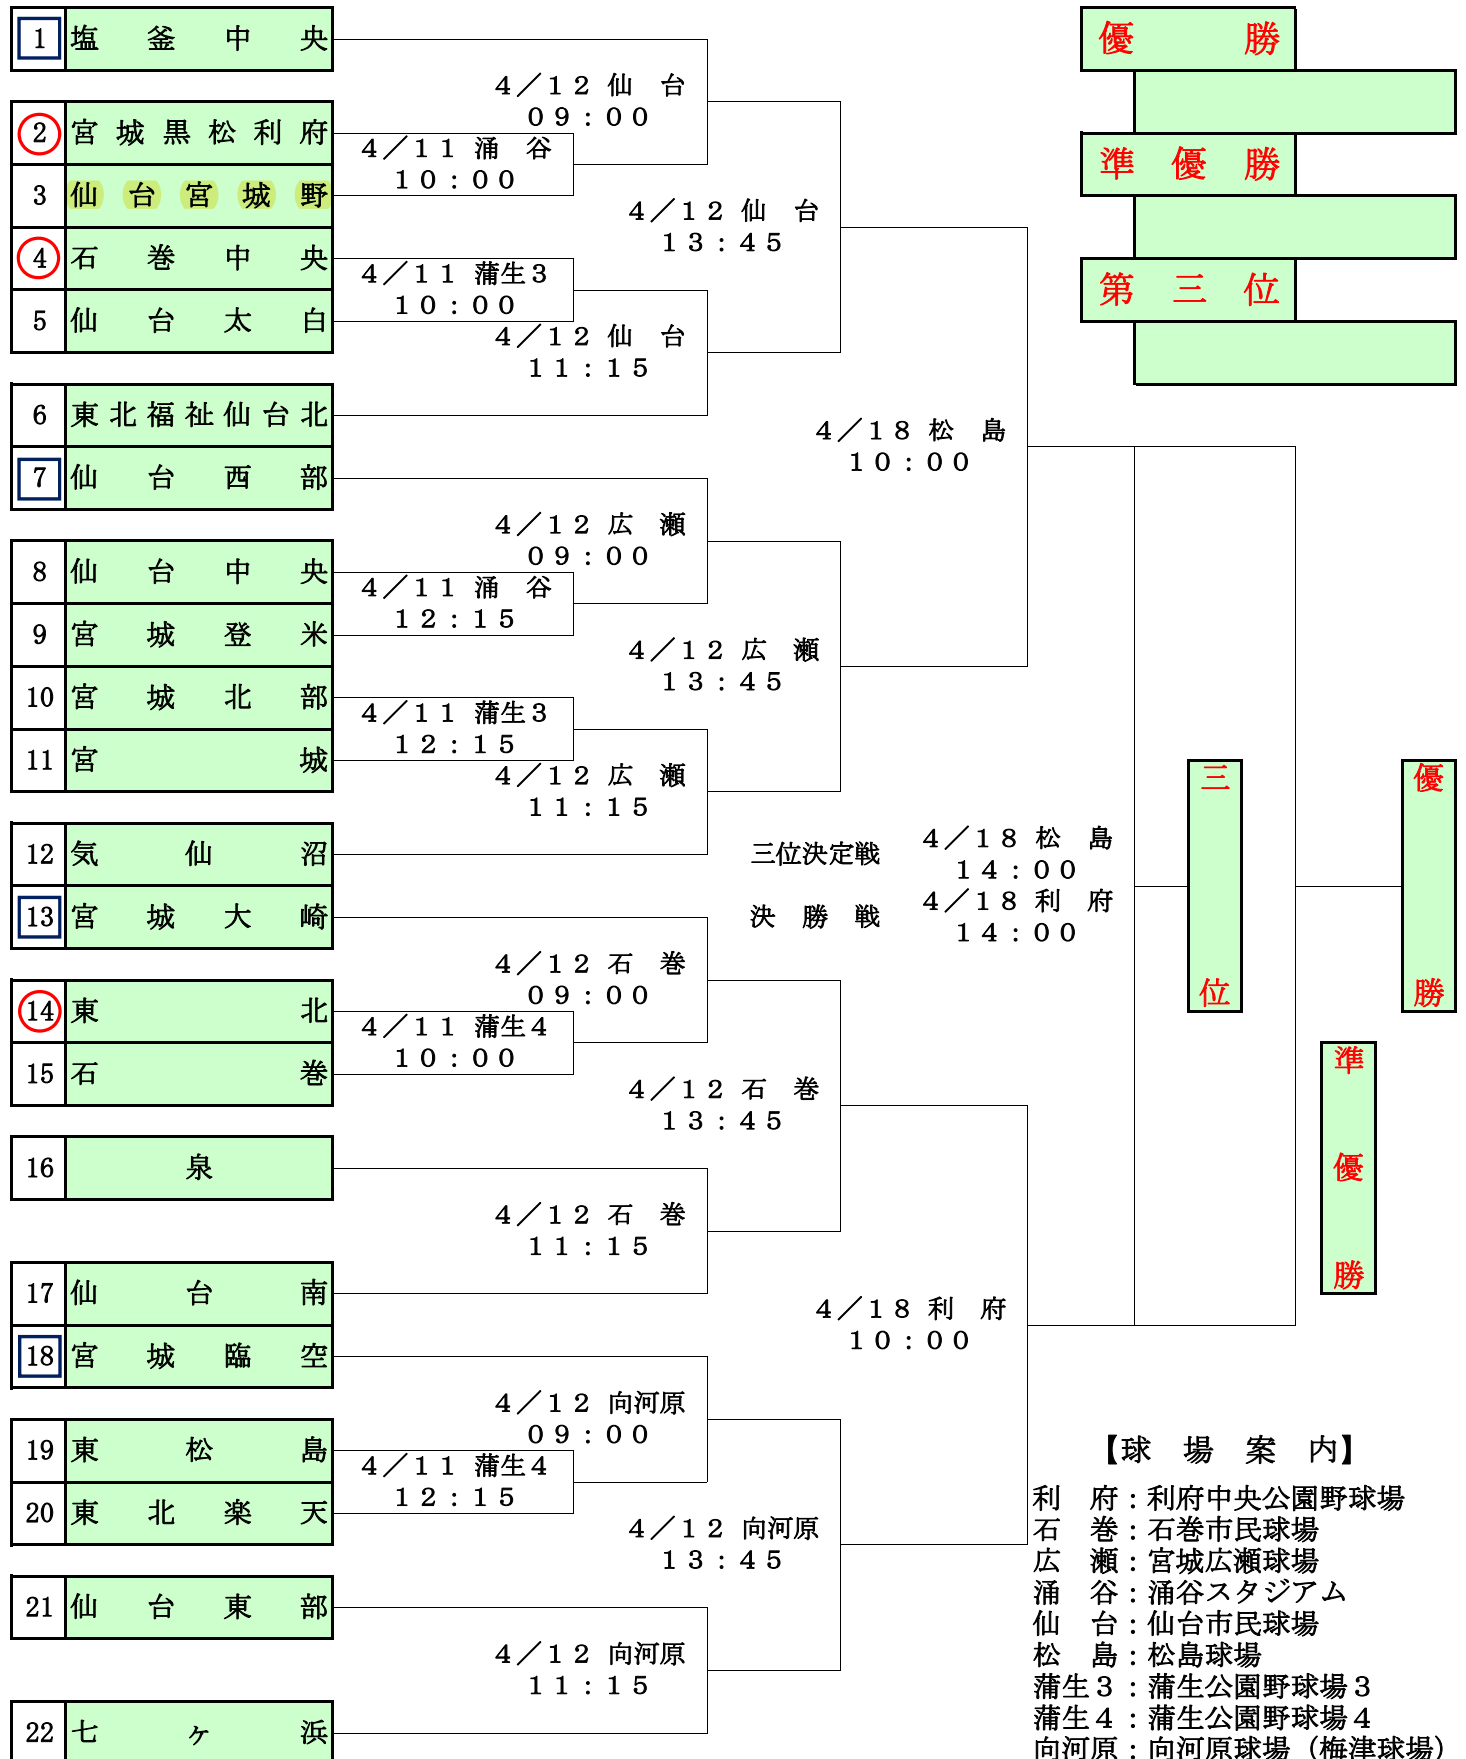 1 塩釜中央
2 宮城黒松利府
3 仙台宮城野
4 石巻中央
5 仙台太白
6 東北福祉仙台北
7 仙台西部
8 仙台中央
9 宮城登米
10 宮城北部
11 宮城
12 気仙沼
13 宮城大崎
14 東北
15 石巻
16 泉
17 仙台南
18 宮城臨空
19 東松島
20 東北楽天
21 仙台東部
22 七ヶ浜
4/11 涌 谷
10:00
4/11 蒲生3
10:00
4/11 涌 谷
12:15
4/11 蒲生3
12:15
4/11 蒲生4
10:00
4/11 蒲生4
12:15
4/12 仙 台
09:00
4/12 仙 台
11:15
4/12 広 瀬
09:00
4/12 広 瀬
11:15
4/12 石 巻
09:00
4/12 石 巻
11:15
4/12 向河原
09:00
4/12 向河原
11:15
4/12 仙 台
13:45
4/12 広 瀬
13:45
4/12 石 巻
13:45
4/12 向河原
13:45
4/18 松 島
10:00
4/18 利 府
10:00
三位決定戦 4/18 松 島
14:00
決 勝 戦 4/18 利 府
14:00
優勝
準優勝
第三位
三位
優勝
準優勝
【球 場 案 内】
利 府:利府中央公園野球場
石 巻:石巻市民球場
広 瀬:宮城広瀬球場
涌 谷:涌谷スタジアム
仙 台:仙台市民球場
松 島:松島球場
蒲生3:蒲生公園野球場3
蒲生4:蒲生公園野球場4
向河原:向河原球場(梅津球場)